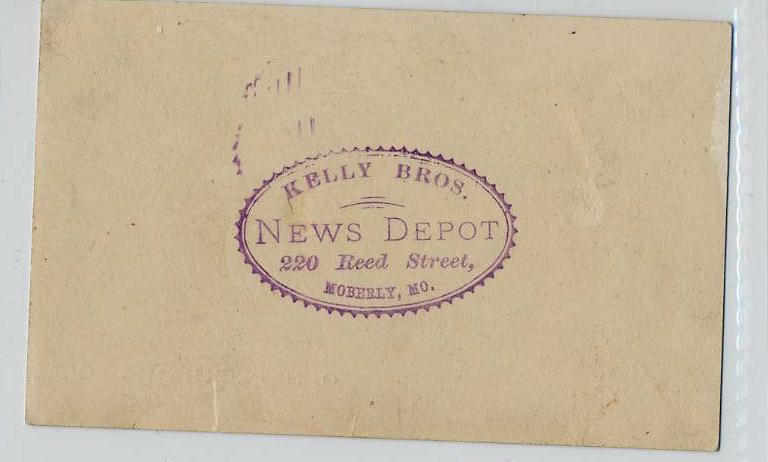 KELLY BROS.
NEWS DEPOT
220 Reed Street,
MOBERLY, MO.